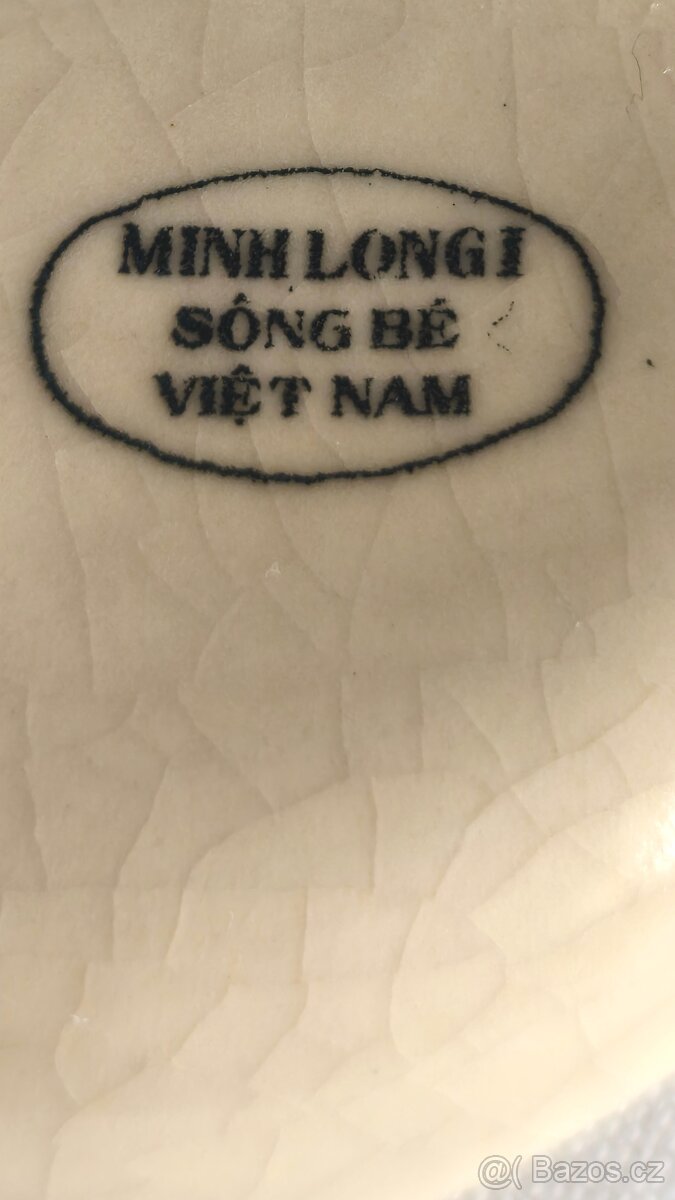 MINH LONG I
SÔNG BÉ
VIỆT NAM
@( Bazos.cz